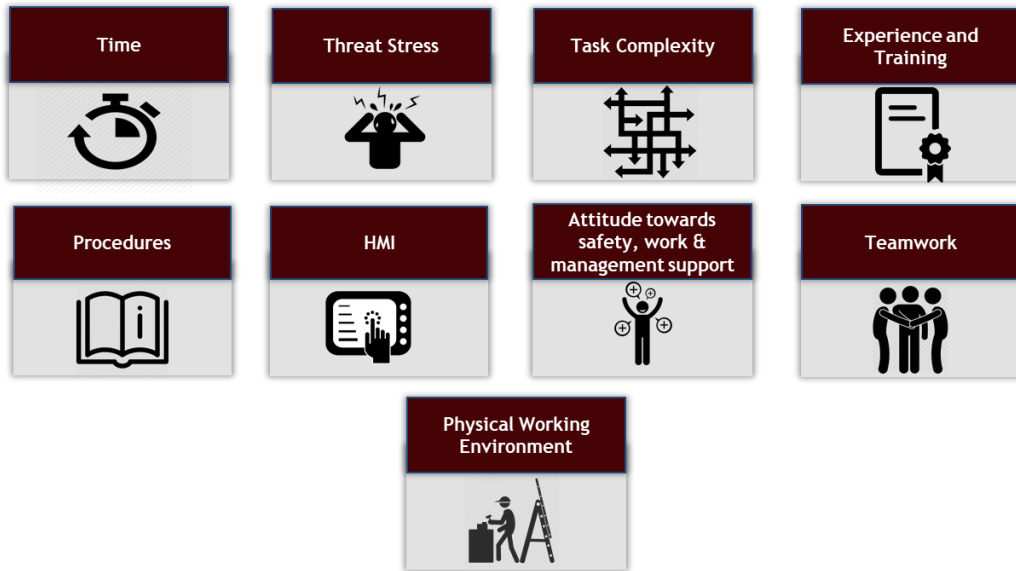 Time
Threat Stress
Task Complexity
Experience and
Training
Procedures
HMI
Attitude towards
safety, work &
management support
Teamwork
Physical Working
Environment